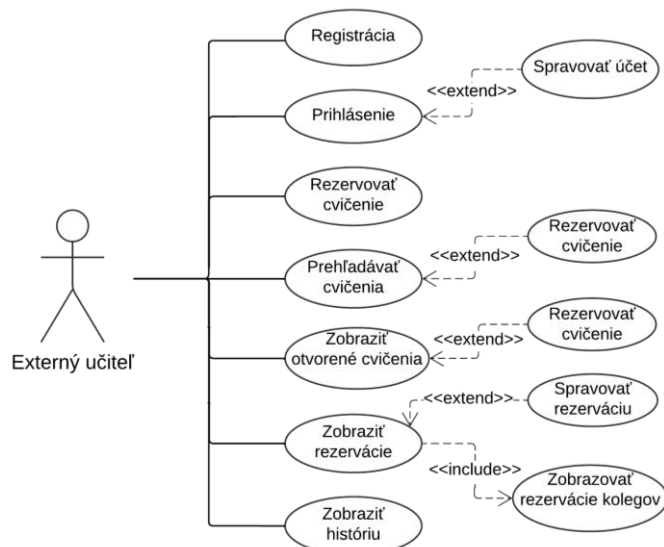 Registrácia
Spravovať účet
<<extend>>
Prihlásenie
Rezervovať
cvičenie
Rezervovať
cvičenie
<<extend>>
Prehľadávať
cvičenia
Externý učiteľ
Rezervovať
cvičenie
<<extend>>
Zobraziť
otvorené cvičenia
Spravovať
rezerváciu
<<extend>>
Zobraziť
rezervácie
<<include>>
Zobrazovať
rezervácie kolegov
Zobraziť
históriu